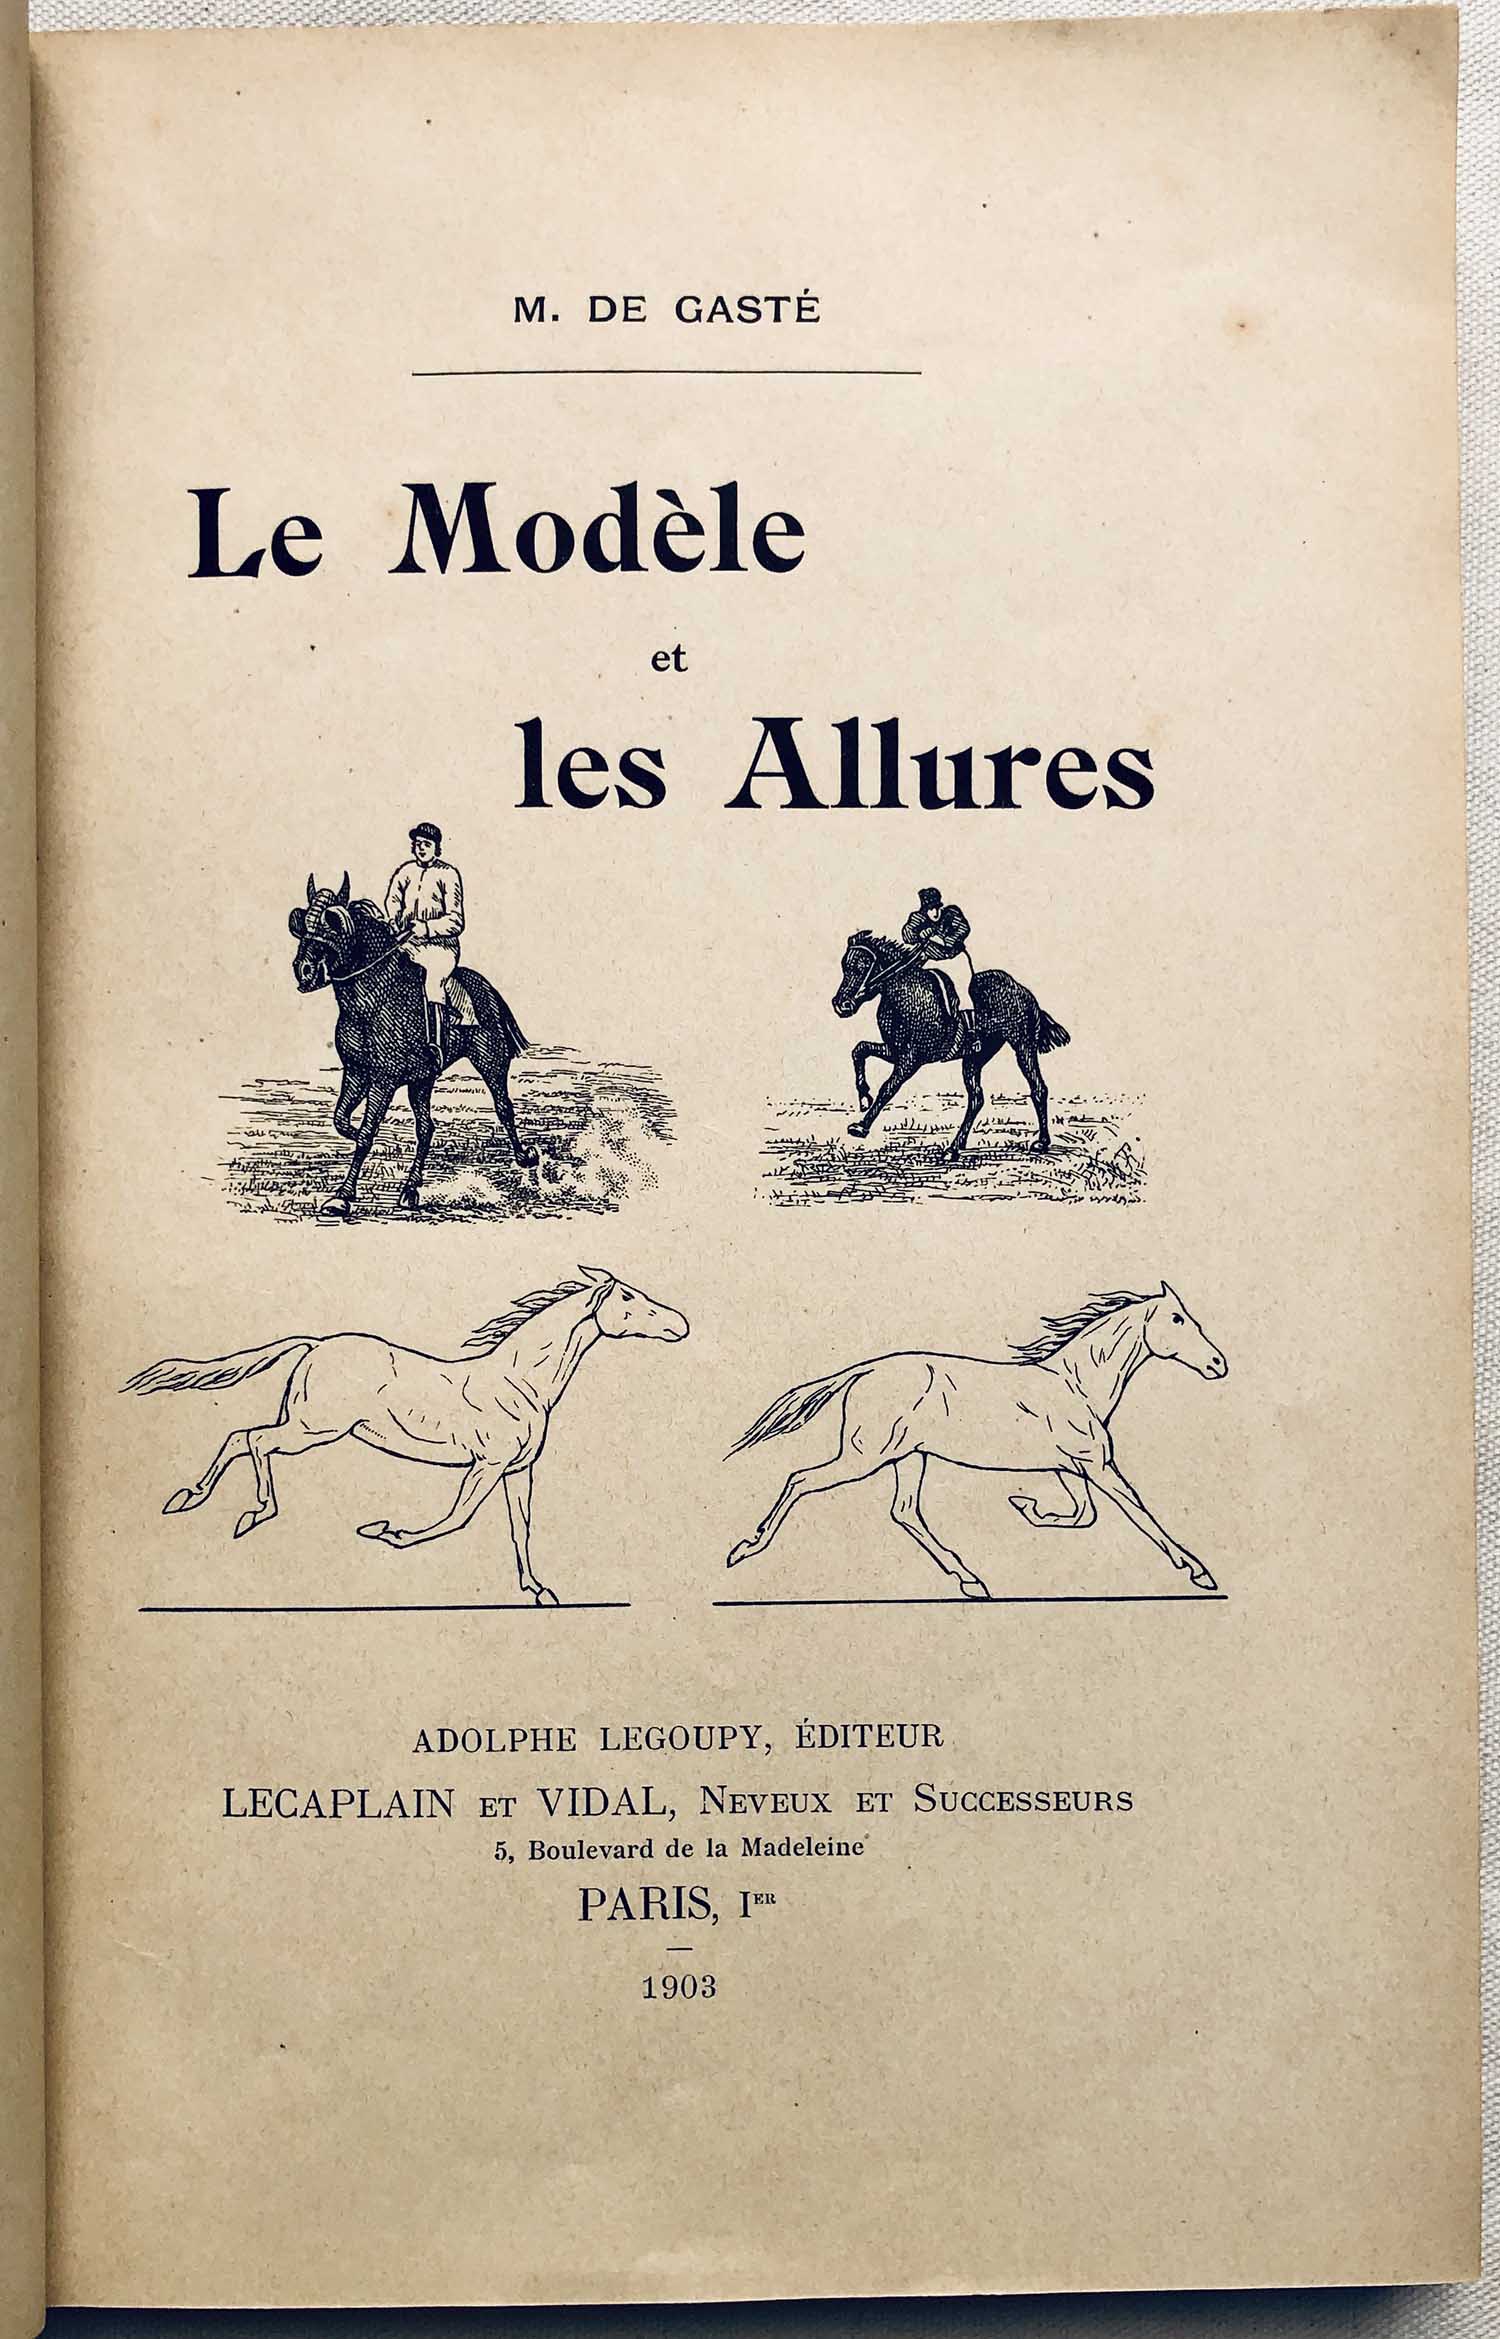 M. DE GASTÉ
Le Modèle
et
les Allures
ADOLPHE LEGOUPY, ÉDITEUR
LECAPLAIN ET VIDAL, NEVEUX ET SUCCESSEURS
5, Boulevard de la Madeleine
PARIS, IER
1903